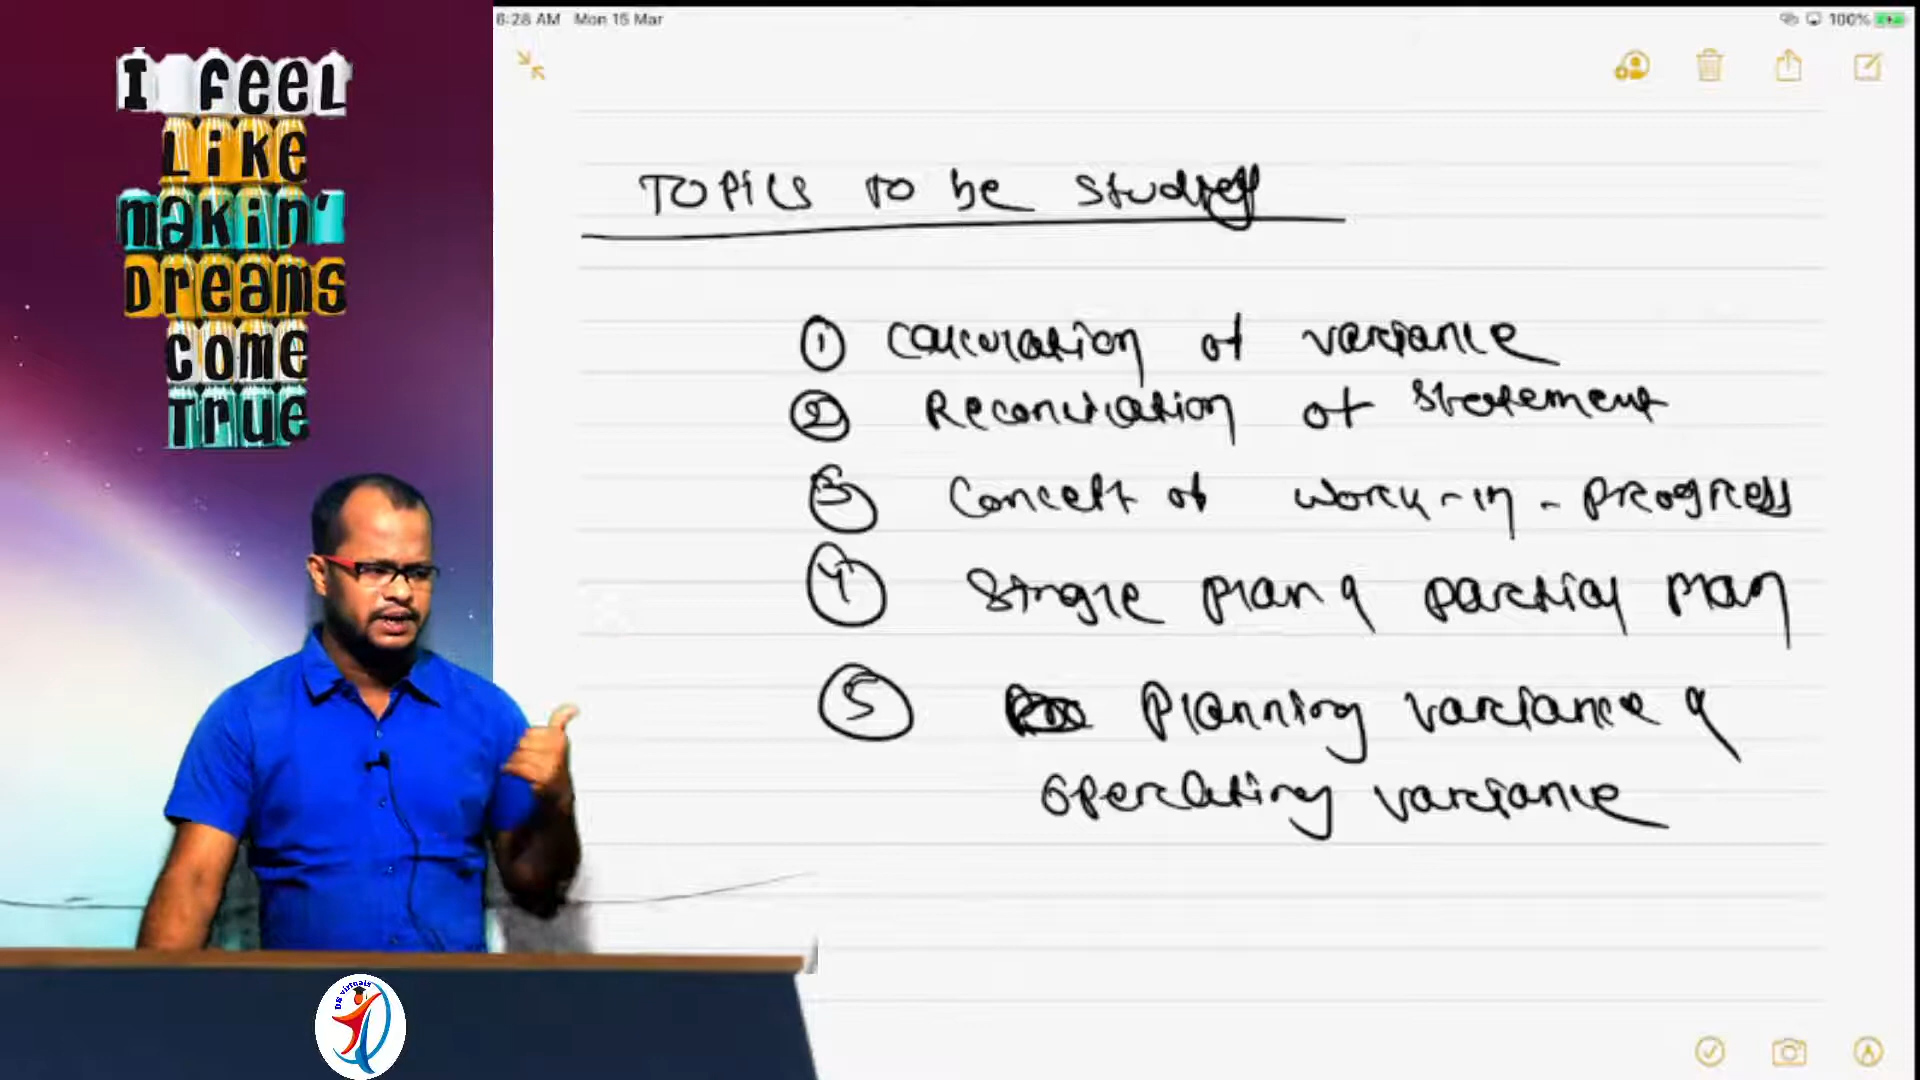 6:28 AM Mon 15 Mar
100%
I feel
Like
makin'
Dreams
come
True
TOPICS TO be Studied
① Calculation of variance
② Reconciliation of Statement
③ Concept of Work-in-Progress
④ Single plan & partial plan
⑤ Planning variance &
Operating variance
DS virtuals